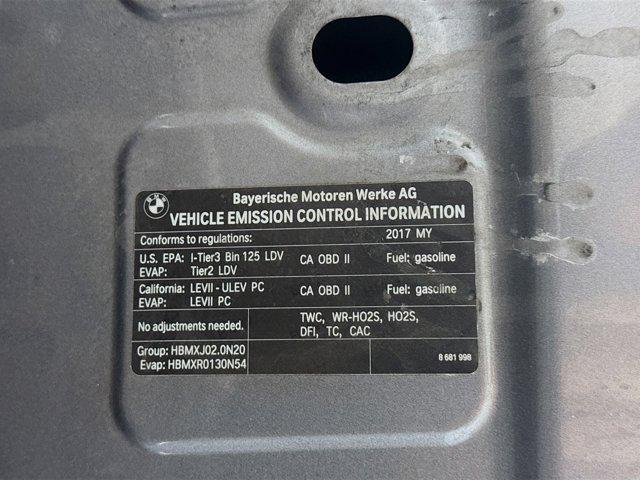 BMW
Bayerische Motoren Werke AG
VEHICLE EMISSION CONTROL INFORMATION
Conforms to regulations: 2017 MY
U.S. EPA: I-Tier3 Bin 125 LDV CA OBD II Fuel: gasoline
EVAP: Tier2 LDV
California: LEVII - ULEV PC CA OBD II Fuel: gasoline
EVAP: LEVII PC
No adjustments needed. TWC, WR-HO2S, HO2S,
DFI, TC, CAC
Group: HBMXJ02.0N20
Evap: HBMXR0130N54 8 681 998